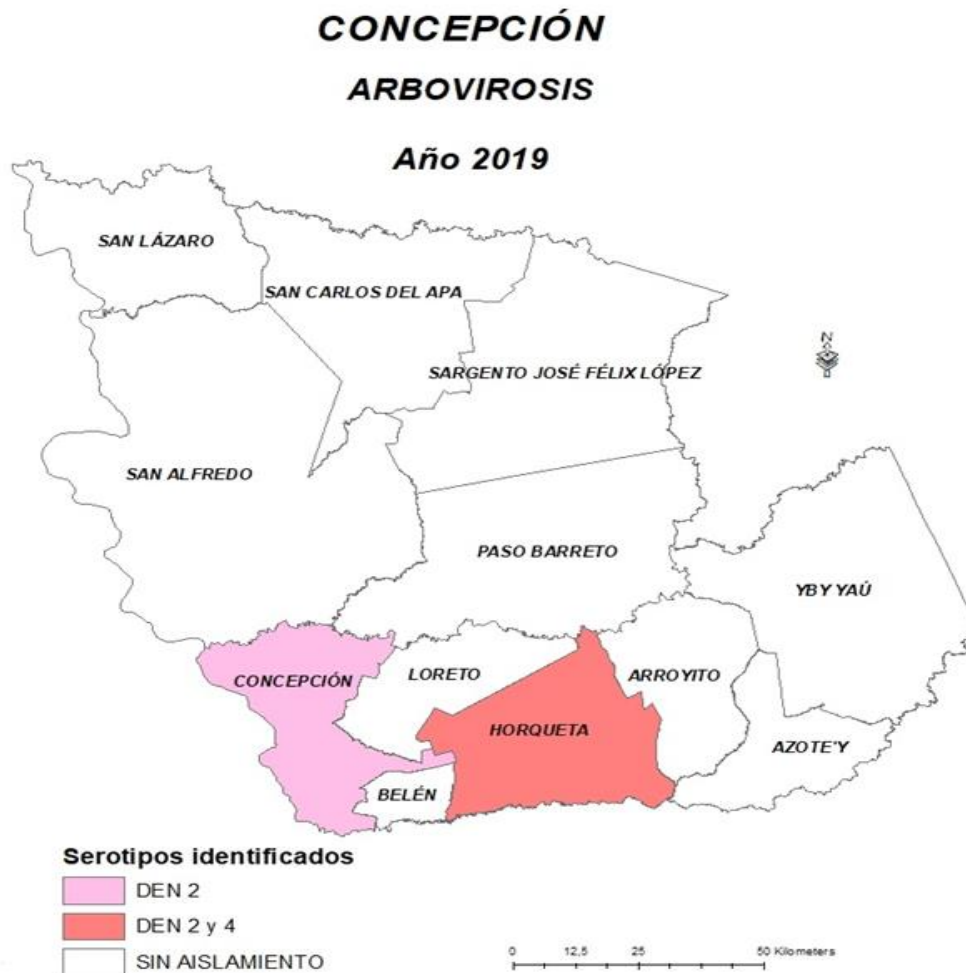 CONCEPCIÓN
ARBOVIROSIS
Año 2019
SAN LÁZARO
SAN CARLOS DEL APA
N
SARGENTO JOSÉ FÉLIX LÓPEZ
SAN ALFREDO
PASO BARRETO
YBY YAÚ
CONCEPCIÓN
LORETO
ARROYITO
HORQUETA
AZOTE'Y
BELÉN
Serotipos identificados
DEN 2
DEN 2 y 4
SIN AISLAMIENTO
0 12,5 25 50 Kilometers